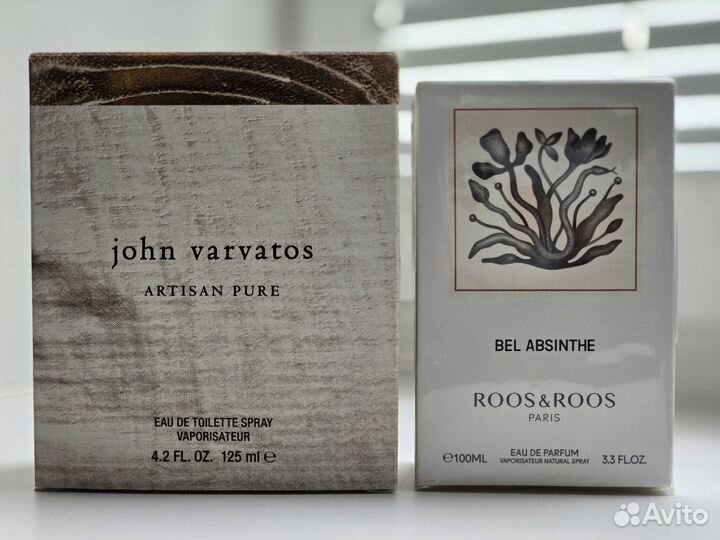 john varvatos
ARTISAN PURE
EAU DE TOILETTE SPRAY
VAPORISATEUR
4.2 FL. OZ. 125 ml ℮
BEL ABSINTHE
ROOS&ROOS
PARIS
℮100ML EAU DE PARFUM 3.3 FL.OZ.
VAPORISATEUR NATURAL SPRAY
Avito